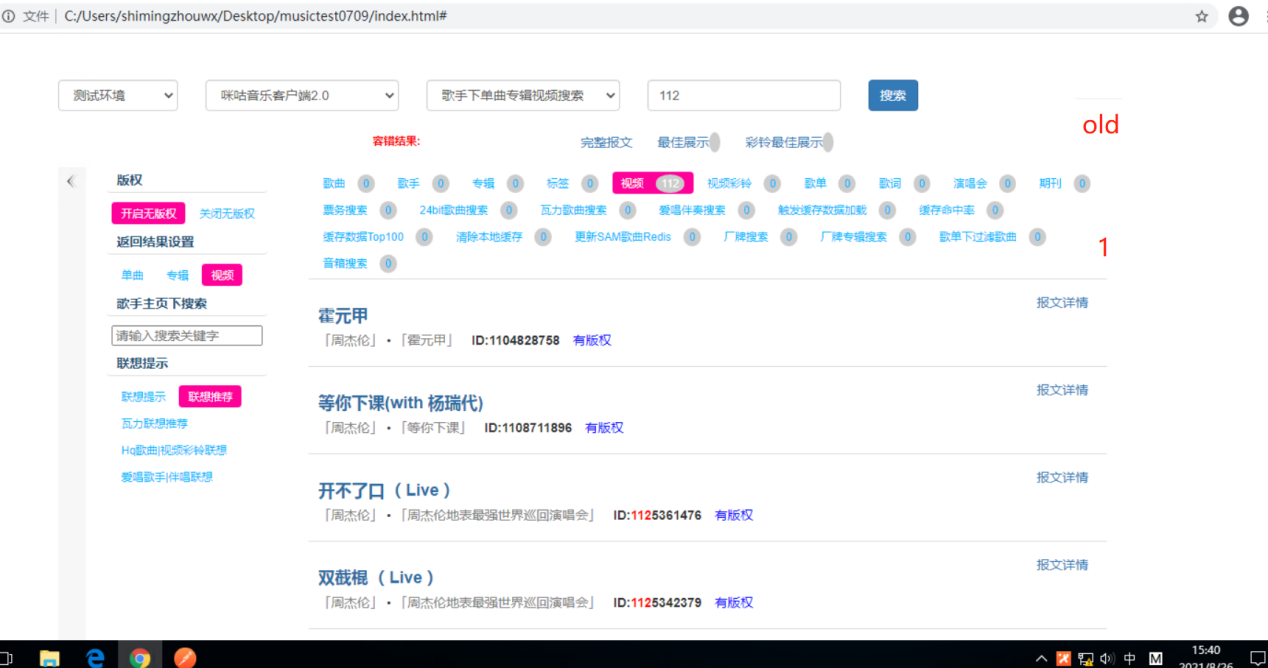 文件 C:/Users/shimingzhouwx/Desktop/musictest0709/index.html#
测试环境 咪咕音乐客户端2.0 歌手下单曲专辑视频搜索 112 搜索
old
容错结果: 完整报文 最佳展示 彩铃最佳展示
版权
歌曲 0 歌手 0 专辑 0 标签 0 视频 112 视频彩铃 0 歌单 0 歌词 0 演唱会 0 期刊 0
开启无版权 关闭无版权
票务搜索 0 24bit歌曲搜索 0 瓦力歌曲搜索 0 爱唱伴奏搜索 0 触发缓存数据加载 0 缓存命中率 0
返回结果设置
缓存数据Top100 0 清除本地缓存 0 更新SAM歌曲Redis 0 厂牌搜索 0 厂牌专辑搜索 0 歌单下过滤歌曲 0
1
音箱搜索 0
单曲 专辑 视频
歌手主页下搜索
请输入搜索关键字
联想提示
联想提示 联想推荐
瓦力联想推荐
Hq歌曲|视频彩铃联想
爱唱歌手|伴唱联想
霍元甲 报文详情
「周杰伦」 • 「霍元甲」 ID:1104828758 有版权
等你下课(with 杨瑞代) 报文详情
「周杰伦」 • 「等你下课」 ID:1108711896 有版权
开不了口（Live） 报文详情
「周杰伦」 • 「周杰伦地表最强世界巡回演唱会」 ID:1125361476 有版权
双截棍（Live） 报文详情
「周杰伦」 • 「周杰伦地表最强世界巡回演唱会」 ID:1125342379 有版权
中 M 15:40
2021/8/26